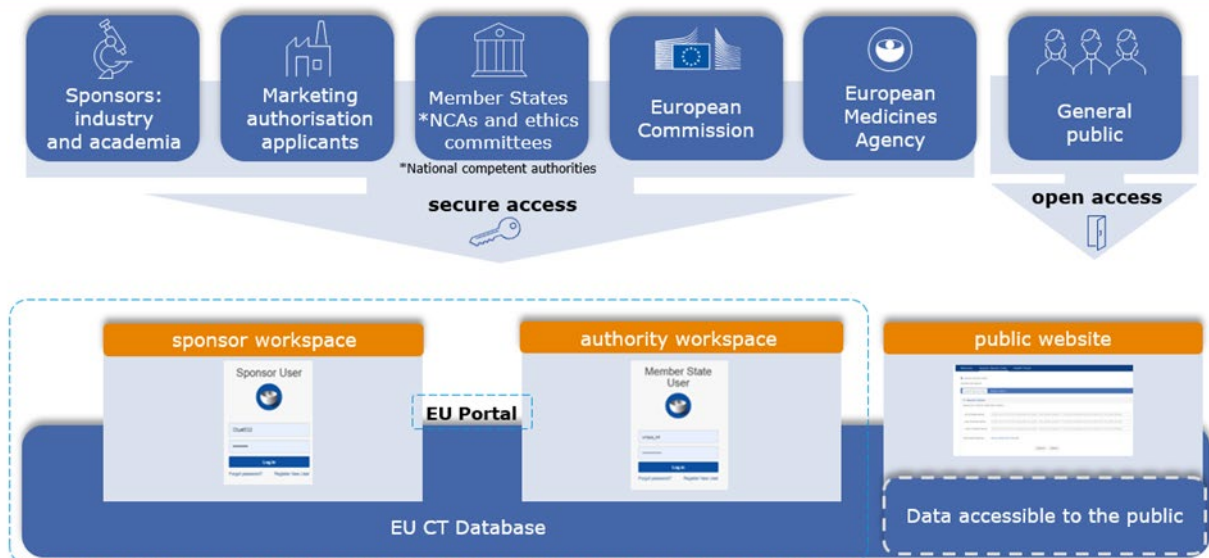 Sponsors:
industry
and academia
Marketing
authorisation
applicants
Member States
*NCAs and ethics
committees
European
Commission
European
Medicines
Agency
General
public
*National competent authorities
secure access
open access
sponsor workspace
authority workspace
public website
Sponsor User
Log in
Forgot password?
Register New User
Member State
User
Log in
Forgot password?
Register New User
EU Portal
EU CT Database
Data accessible to the public